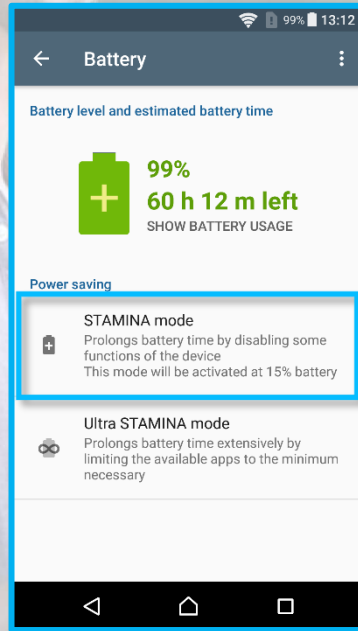 99% 13:12
Battery
Battery level and estimated battery time
99%
60 h 12 m left
SHOW BATTERY USAGE
Power saving
STAMINA mode
Prolongs battery time by disabling some
functions of the device
This mode will be activated at 15% battery
Ultra STAMINA mode
Prolongs battery time extensively by
limiting the available apps to the minimum
necessary